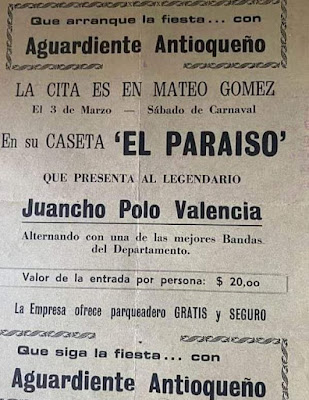 Que arranque la fiesta... con
Aguardiente Antioqueño
LA CITA ES EN MATEO GOMEZ
El 3 de Marzo — Sábado de Carnaval
En su CASETA 'EL PARAISO'
QUE PRESENTA AL LEGENDARIO
Juancho Polo Valencia
Alternando con una de las mejores Bandas
del Departamento.
Valor de la entrada por persona: $ 20,oo
La Empresa ofrece parqueadero GRATIS y SEGURO
Que siga la fiesta... con
Aguardiente Antioqueño